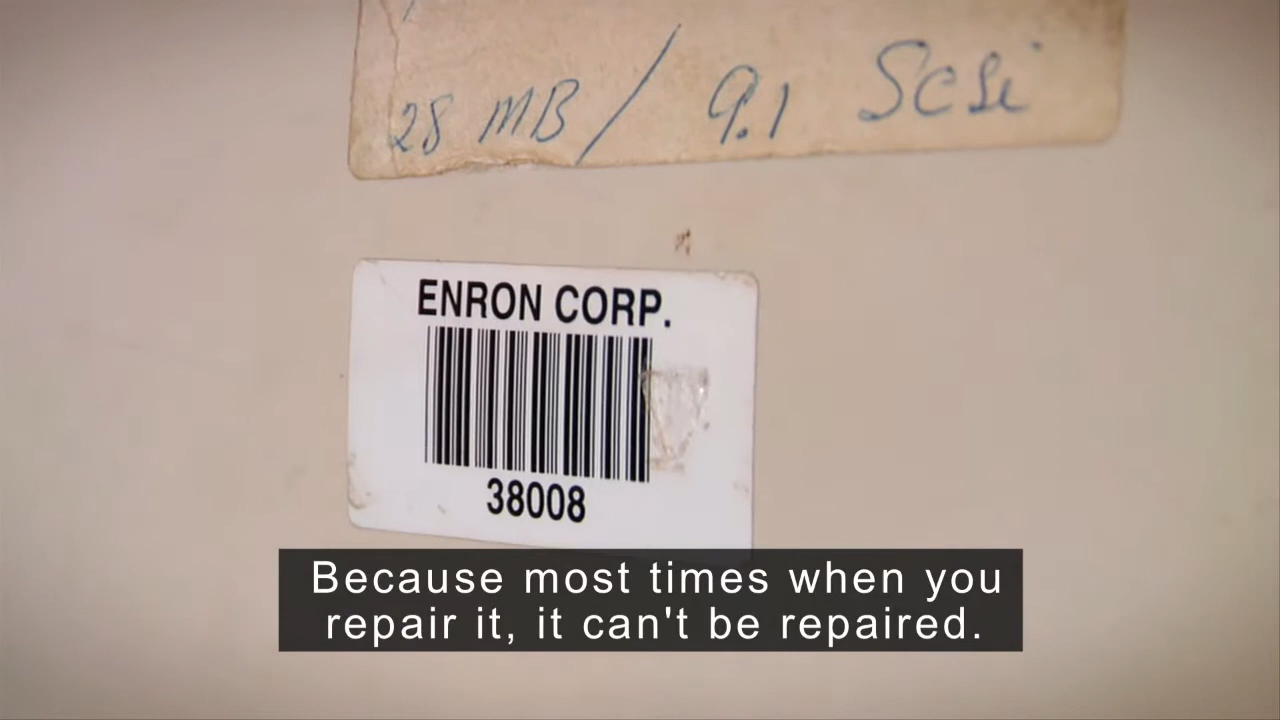 28 MB / 9.1 Scsi
ENRON CORP.
38008
Because most times when you
repair it, it can't be repaired.